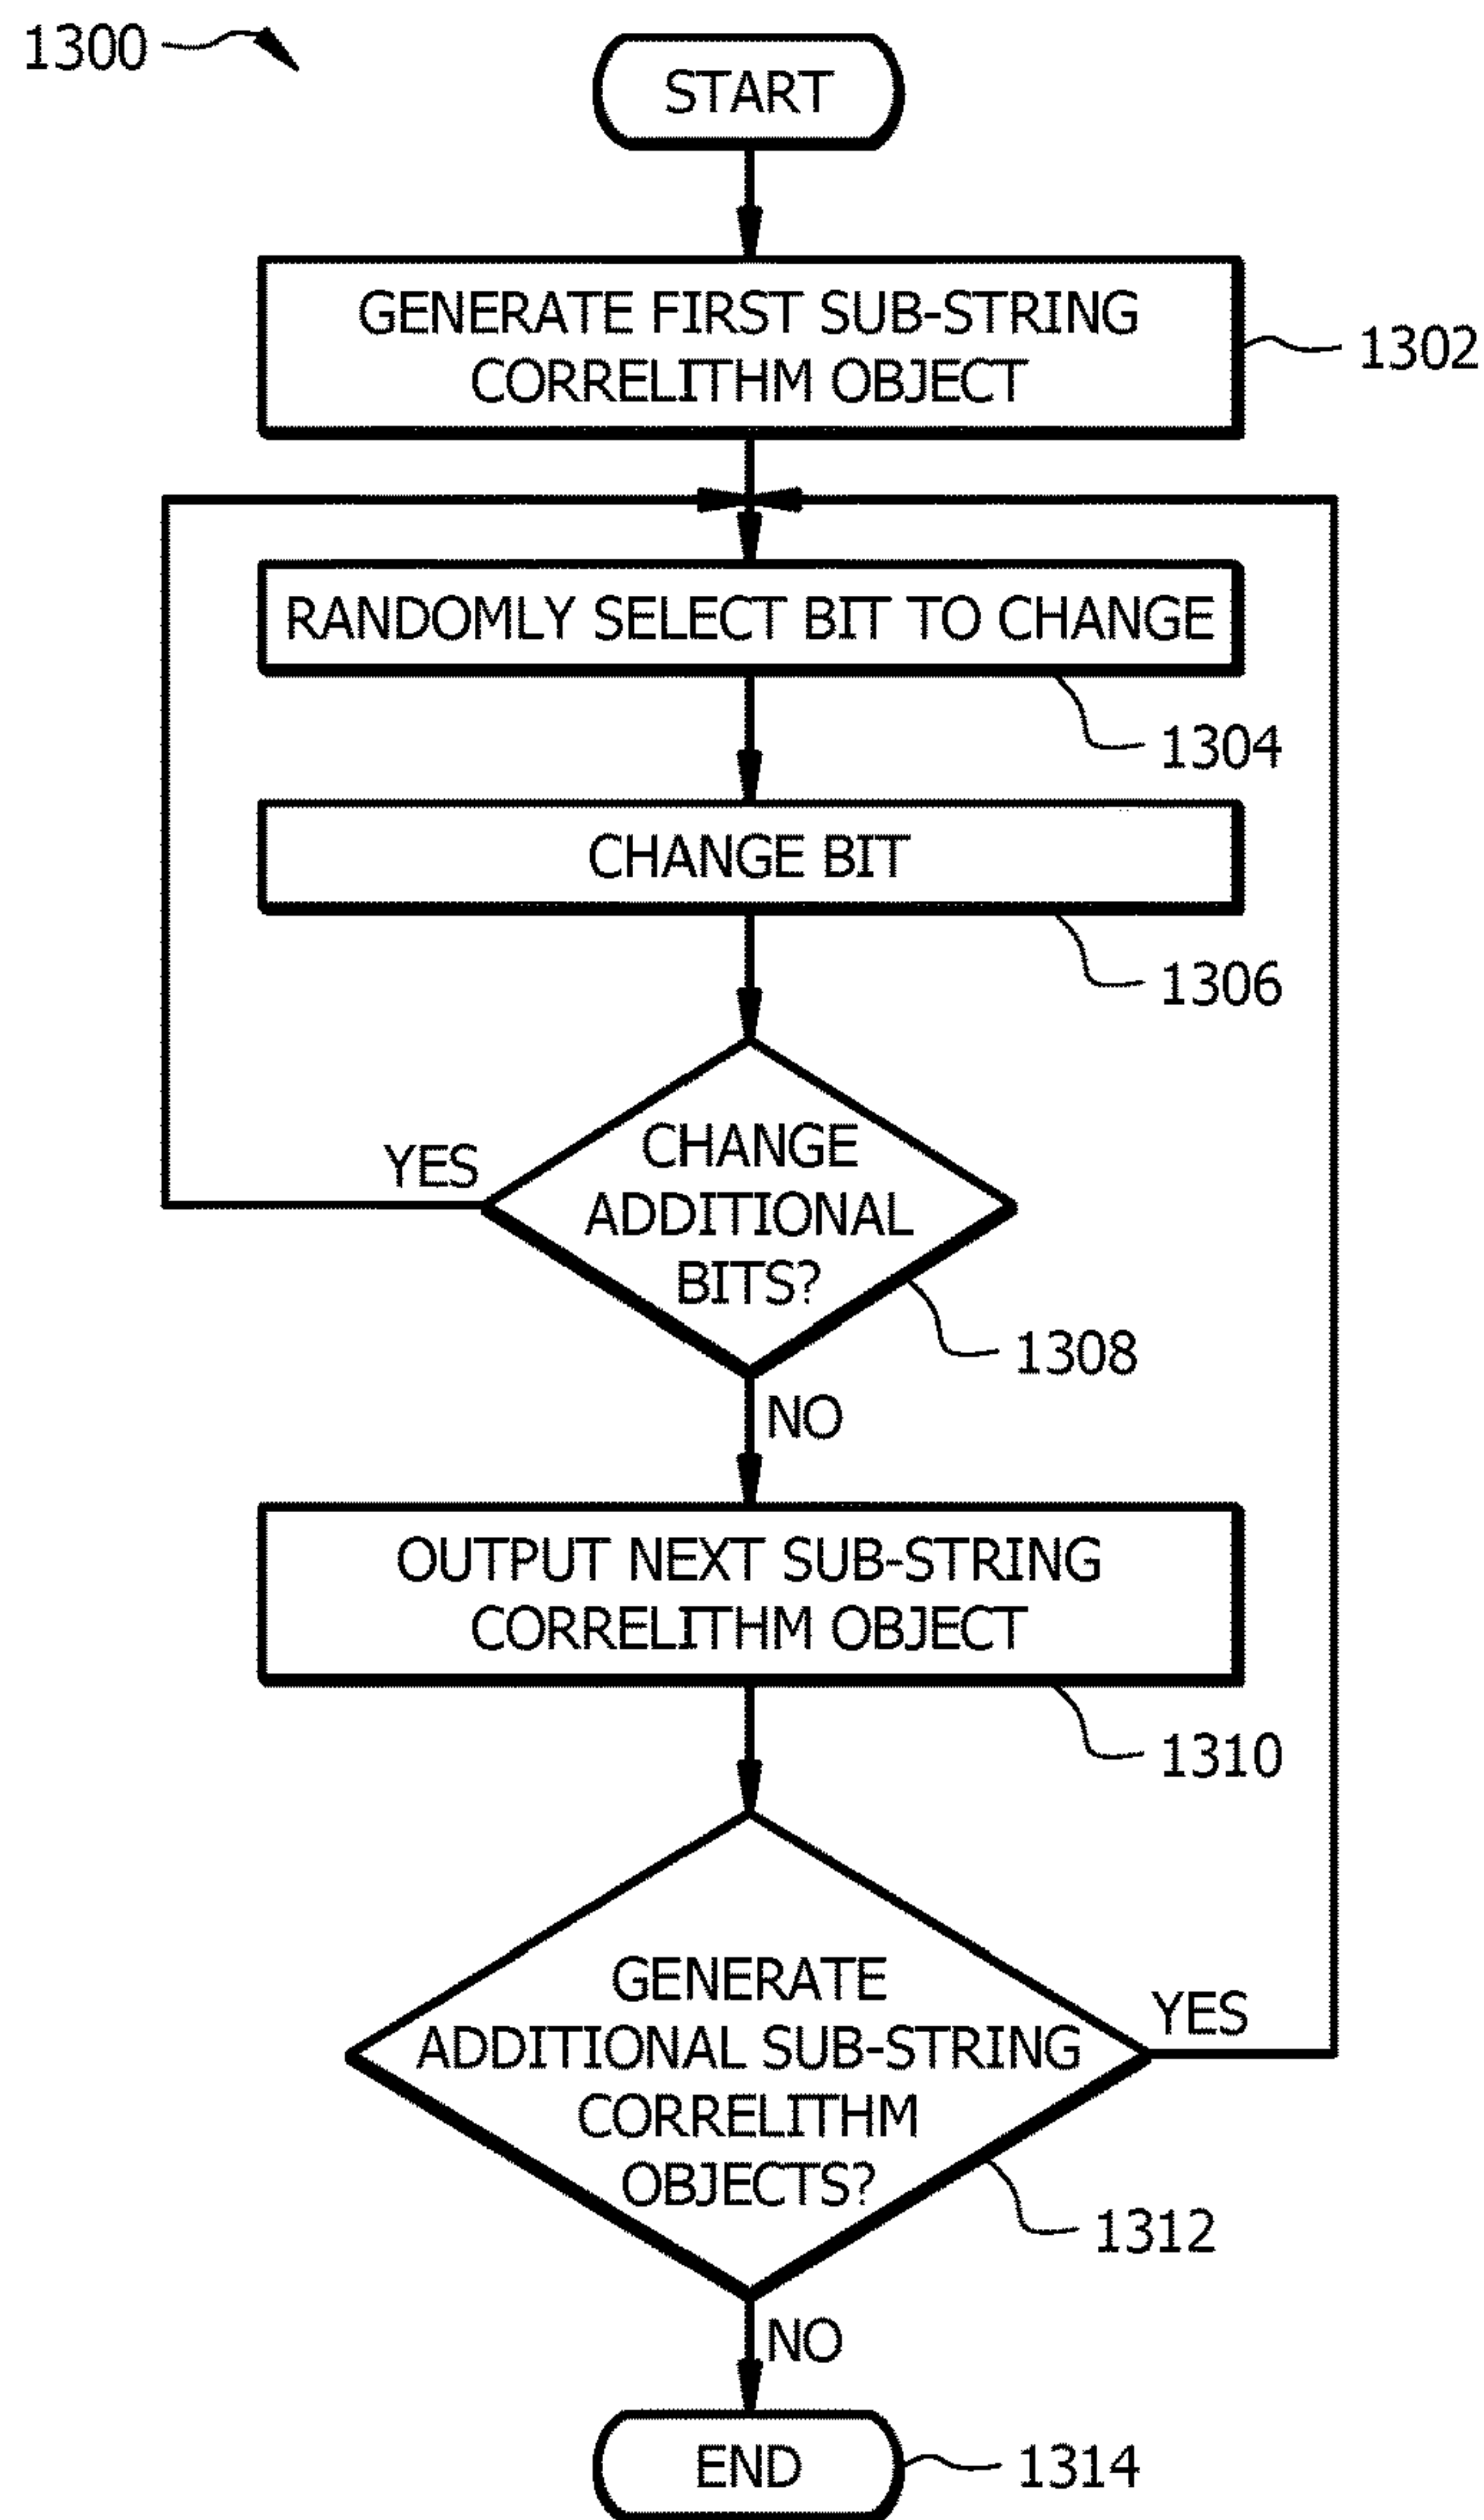 1300
START
GENERATE FIRST SUB-STRING
CORRELITHM OBJECT
1302
RANDOMLY SELECT BIT TO CHANGE
1304
CHANGE BIT
1306
CHANGE
ADDITIONAL
BITS?
YES
1308
NO
OUTPUT NEXT SUB-STRING
CORRELITHM OBJECT
1310
GENERATE
ADDITIONAL SUB-STRING
CORRELITHM
OBJECTS?
YES
1312
NO
END
1314